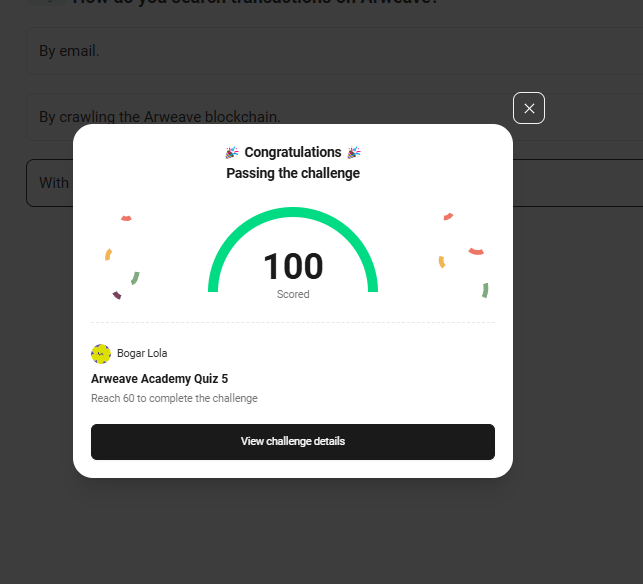 How do you search transactions on Arweave?
By email.
By crawling the Arweave blockchain.
With
🎉 Congratulations 🎉
Passing the challenge
100
Scored
Bogar Lola
Arweave Academy Quiz 5
Reach 60 to complete the challenge
View challenge details